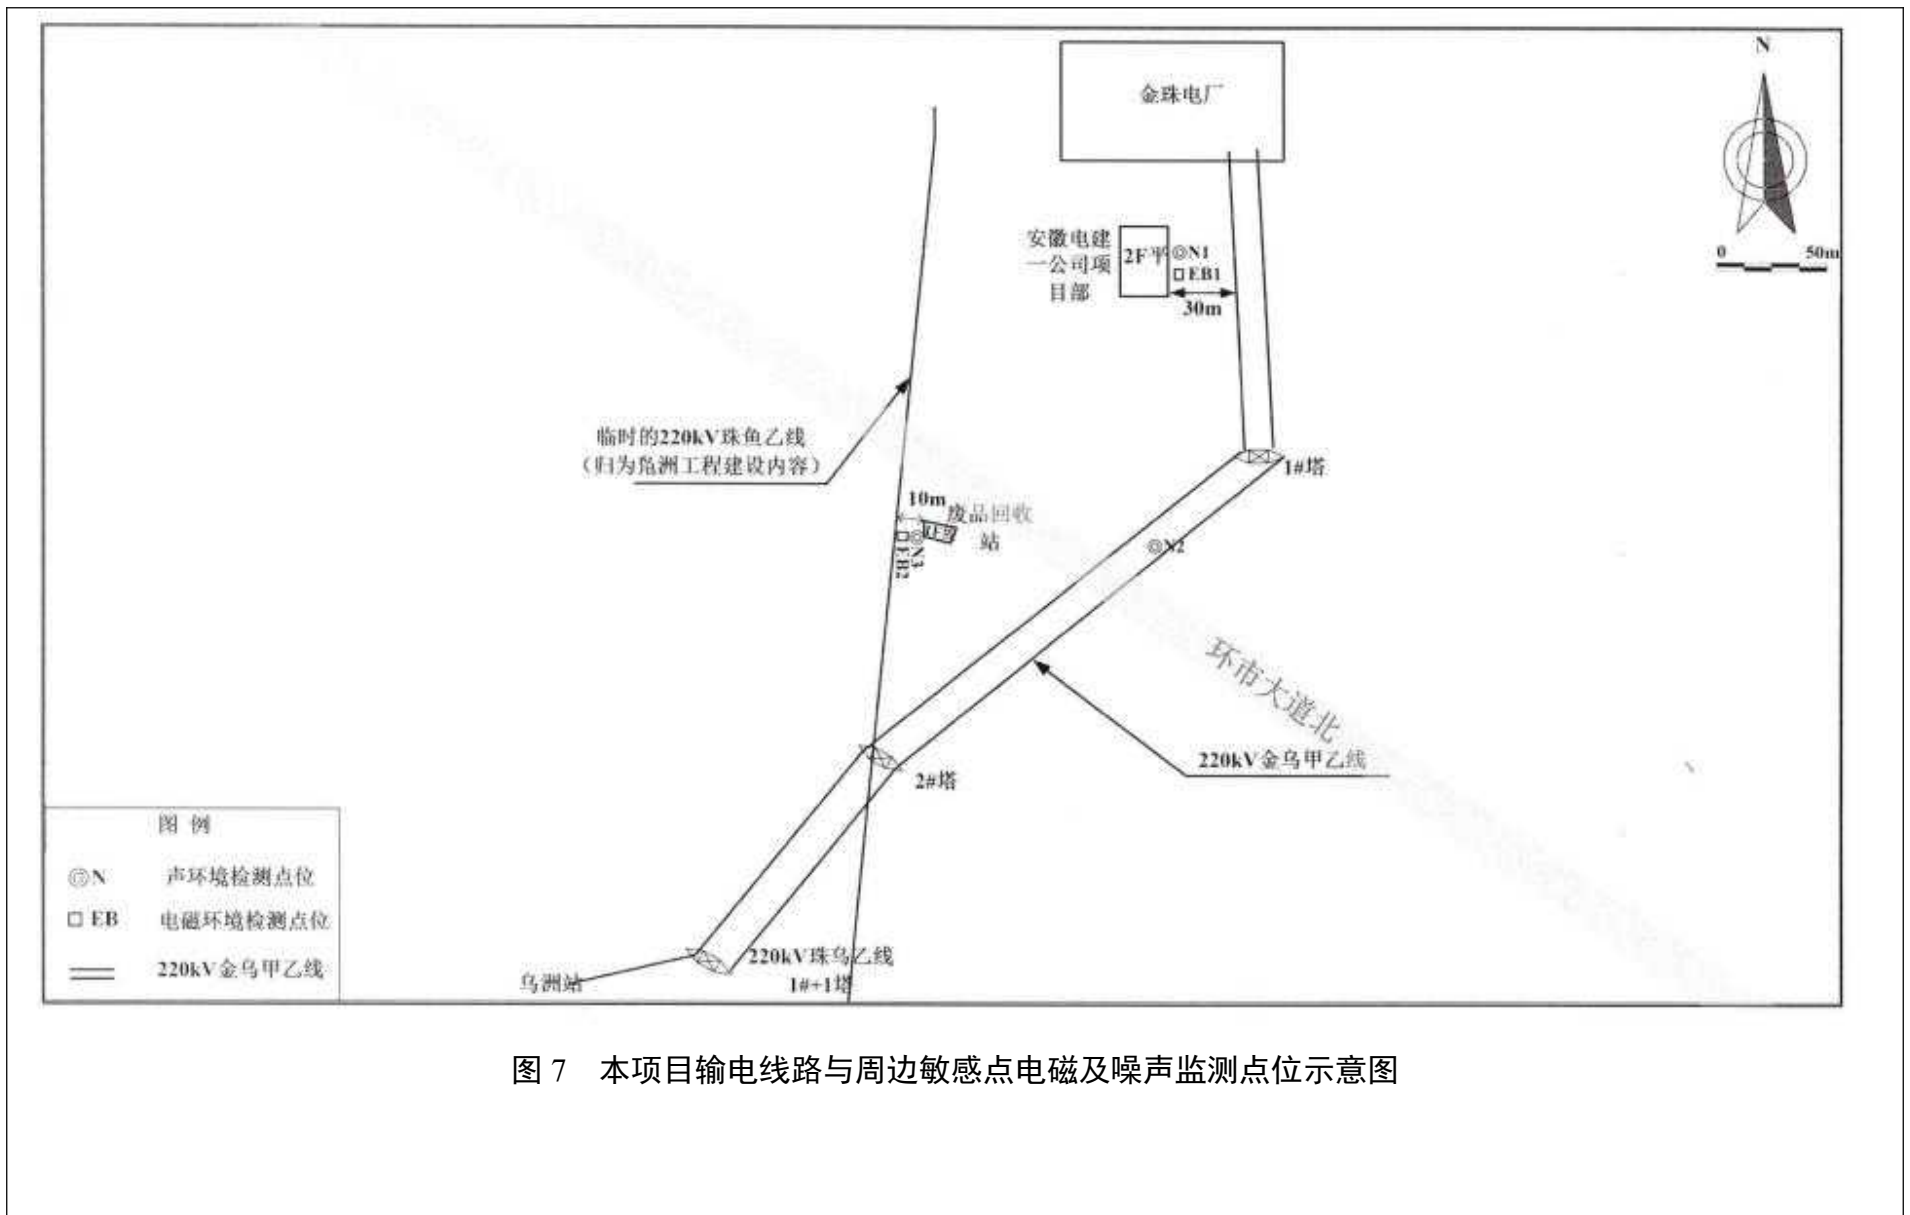 金珠电厂
N
0 50m
安徽电建
一公司项
目部
2F平
N1
EB1
30m
临时的220kV珠鱼乙线
(归为凫洲工程建设内容)
1#塔
10m
废品回收
站
N3
EB2
N2
环市大道北
220kV金乌甲乙线
2#塔
图 例
N 声环境检测点位
EB 电磁环境检测点位
220kV金乌甲乙线
220kV珠乌乙线
1#+1塔
乌洲站
图 7 本项目输电线路与周边敏感点电磁及噪声监测点位示意图